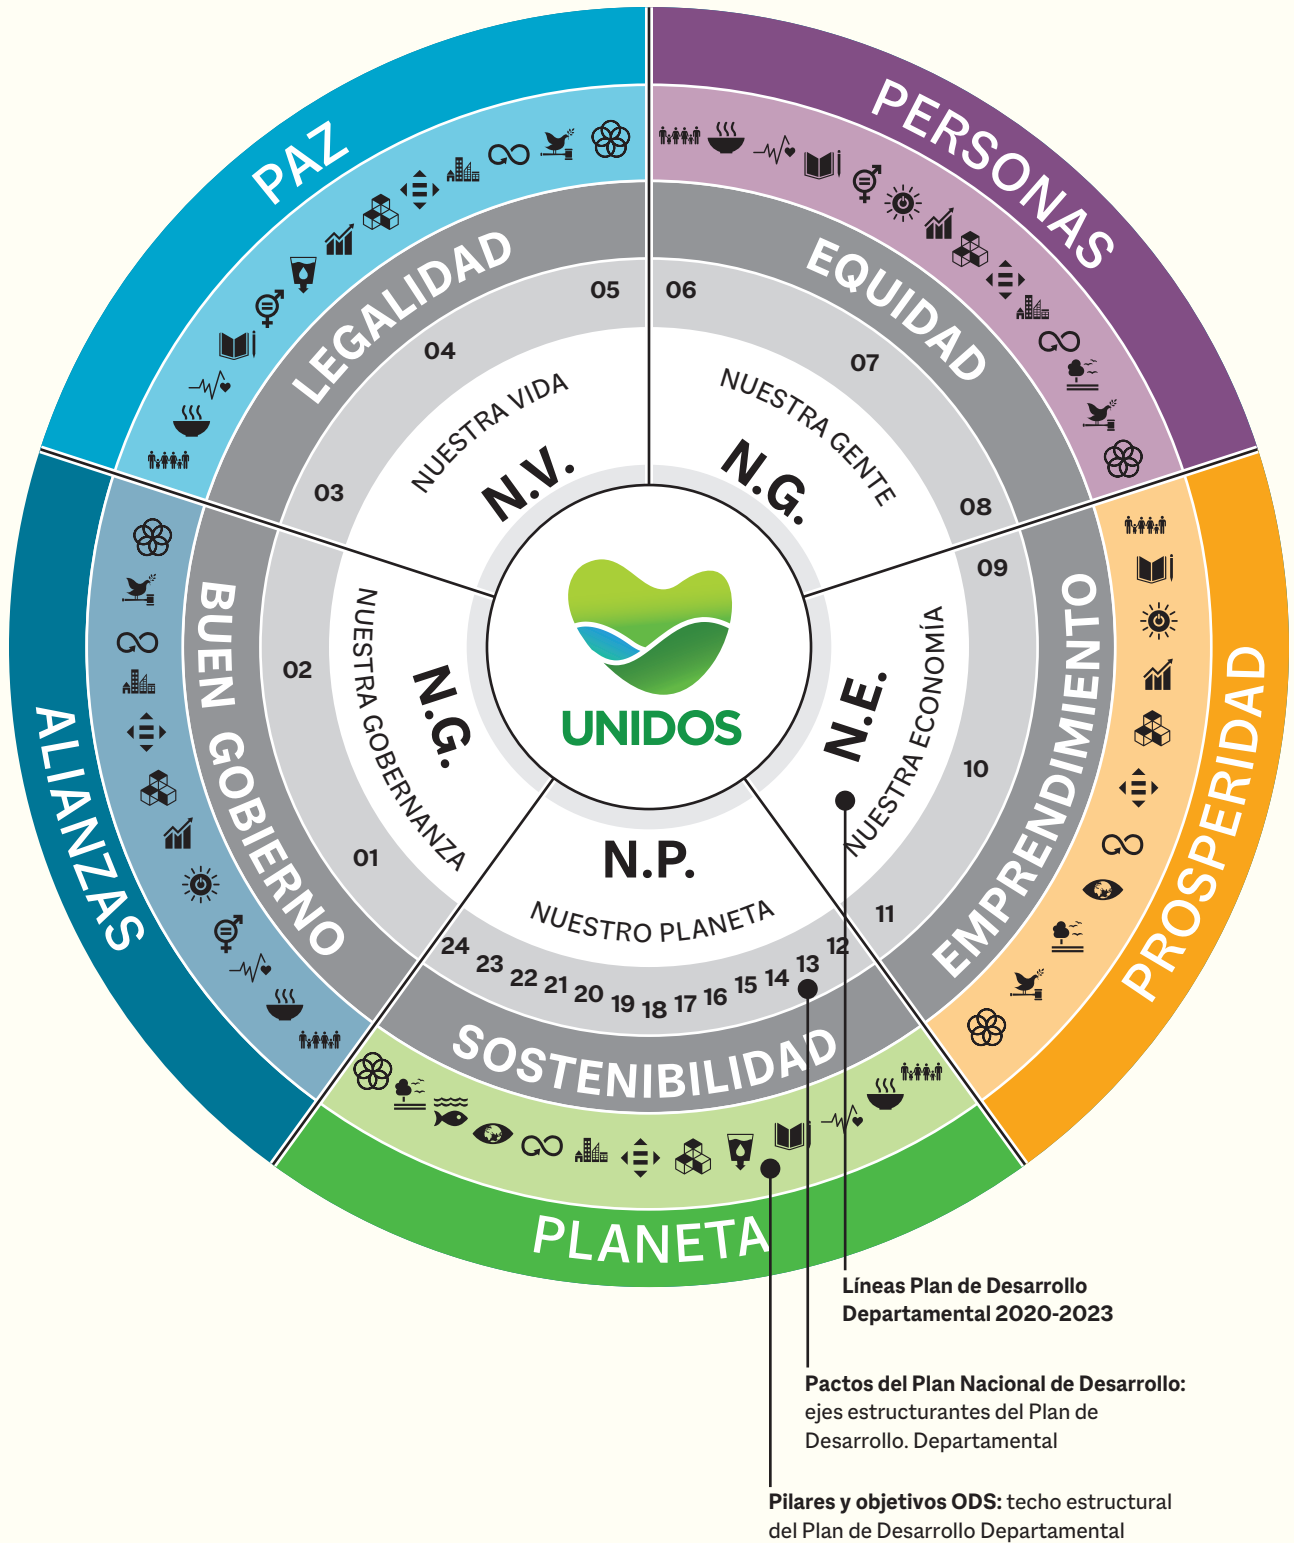 PAZ
PERSONAS
LEGALIDAD
EQUIDAD
05
06
04
07
03
08
NUESTRA VIDA
N.V.
NUESTRA GENTE
N.G.
ALIANZAS
BUEN GOBIERNO
02
01
NUESTRA GOBERNANZA
N.G.
UNIDOS
N.E.
NUESTRA ECONOMÍA
09
10
11
EMPRENDIMIENTO
PROSPERIDAD
N.P.
NUESTRO PLANETA
24 23 22 21 20 19 18 17 16 15 14 13 12
SOSTENIBILIDAD
PLANETA
Líneas Plan de Desarrollo
Departamental 2020-2023
Pactos del Plan Nacional de Desarrollo:
ejes estructurantes del Plan de
Desarrollo. Departamental
Pilares y objetivos ODS: techo estructural
del Plan de Desarrollo Departamental